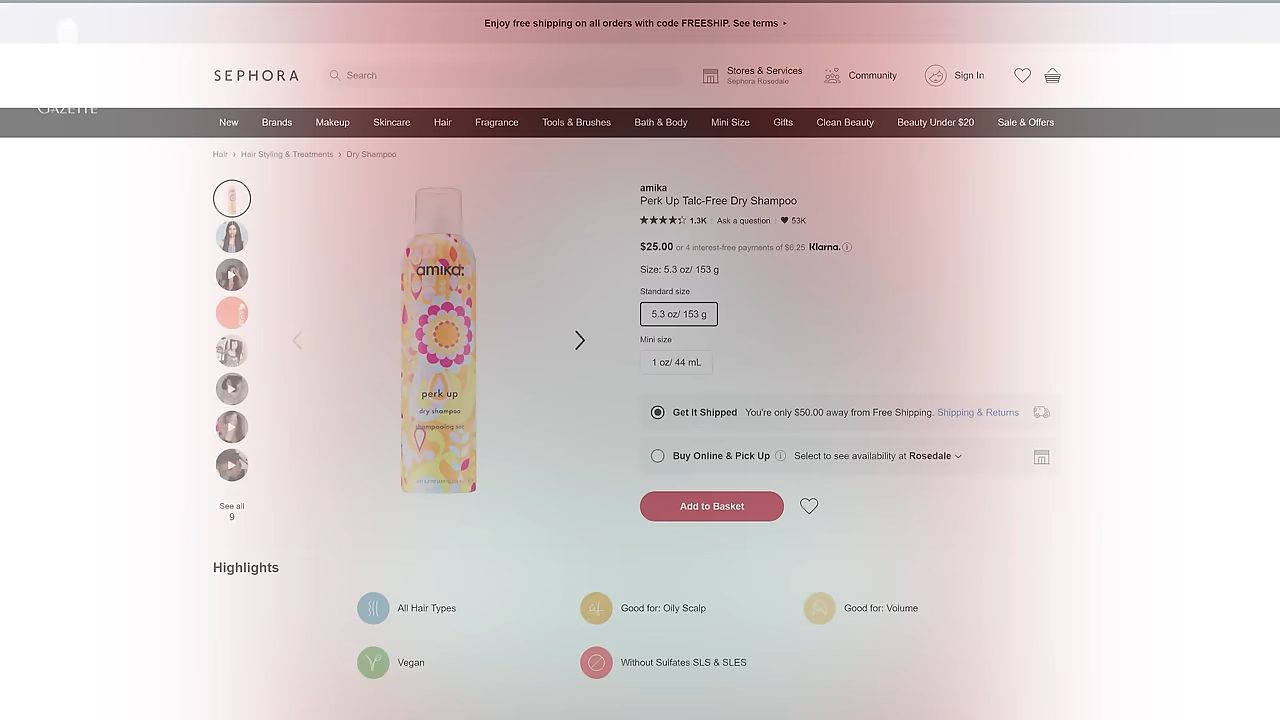 Enjoy free shipping on all orders with code FREESHIP. See terms ▸
SEPHORA
Search
Stores & Services
Sephora Rosedale
Community
Sign In
GAZETTE
New Brands Makeup Skincare Hair Fragrance Tools & Brushes Bath & Body Mini Size Gifts Clean Beauty Beauty Under $20 Sale & Offers
Hair > Hair Styling & Treatments > Dry Shampoo
amika
Perk Up Talc-Free Dry Shampoo
1.3K | Ask a question | 53K
$25.00 or 4 interest-free payments of $6.25 Klarna.
Size: 5.3 oz/ 153 g
Standard size
5.3 oz/ 153 g
Mini size
1 oz/ 44 mL
amika:
perk up
dry shampoo
shampooing sec
Get It Shipped You're only $50.00 away from Free Shipping. Shipping & Returns
Buy Online & Pick Up Select to see availability at Rosedale
Add to Basket
See all
9
Highlights
All Hair Types
Good for: Oily Scalp
Good for: Volume
Vegan
Without Sulfates SLS & SLES